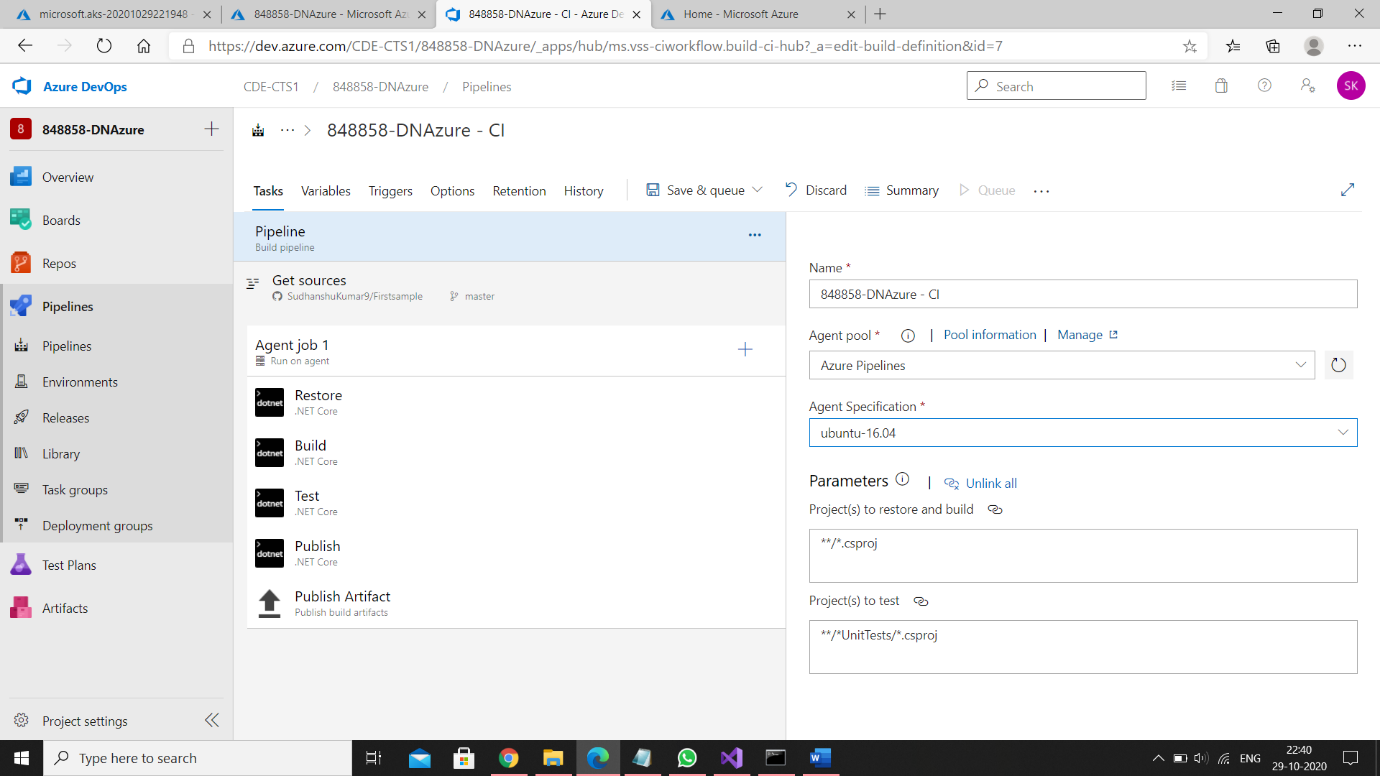 microsoft.aks-20201029221948 -
848858-DNAzure - Microsoft Az
848858-DNAzure - CI - Azure De
Home - Microsoft Azure
https://dev.azure.com/CDE-CTS1/848858-DNAzure/_apps/hub/ms.vss-ciworkflow.build-ci-hub?_a=edit-build-definition&id=7
Azure DevOps
CDE-CTS1 / 848858-DNAzure / Pipelines
Search
SK
8 848858-DNAzure
Overview
Boards
Repos
Pipelines
Pipelines
Environments
Releases
Library
Task groups
Deployment groups
Test Plans
Artifacts
Project settings
848858-DNAzure - CI
Tasks Variables Triggers Options Retention History Save & queue Discard Summary Queue
Pipeline
Build pipeline
Get sources
SudhanshuKumar9/Firstsample master
Agent job 1
Run on agent
dotnet
Restore
.NET Core
dotnet
Build
.NET Core
dotnet
Test
.NET Core
dotnet
Publish
.NET Core
Publish Artifact
Publish build artifacts
Name *
848858-DNAzure - CI
Agent pool * | Pool information | Manage
Azure Pipelines
Agent Specification *
ubuntu-16.04
Parameters | Unlink all
Project(s) to restore and build
**/*.csproj
Project(s) to test
**/*UnitTests/*.csproj
Type here to search
ENG
22:40
29-10-2020